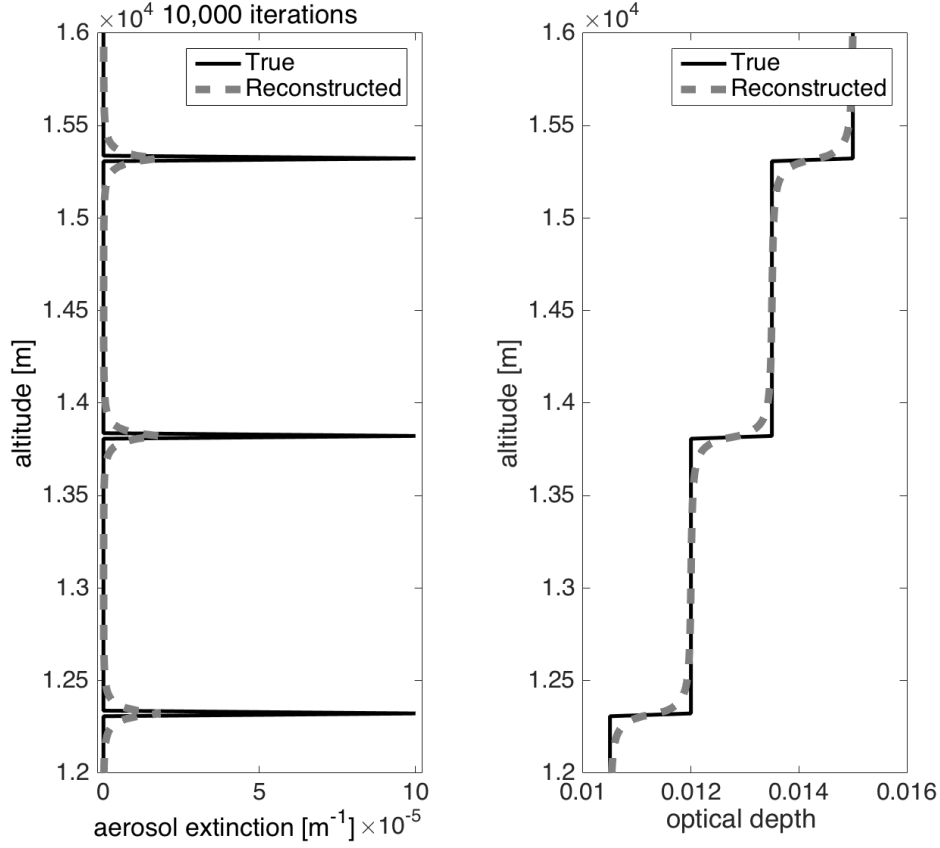 ×10⁴ 10,000 iterations
True
Reconstructed
1.6
1.55
1.5
1.45
1.4
1.35
1.3
1.25
1.2
altitude [m]
0
5
10
aerosol extinction [m⁻¹] ×10⁻⁵
×10⁴
True
Reconstructed
1.6
1.55
1.5
1.45
1.4
1.35
1.3
1.25
1.2
altitude [m]
0.01
0.012
0.014
0.016
optical depth